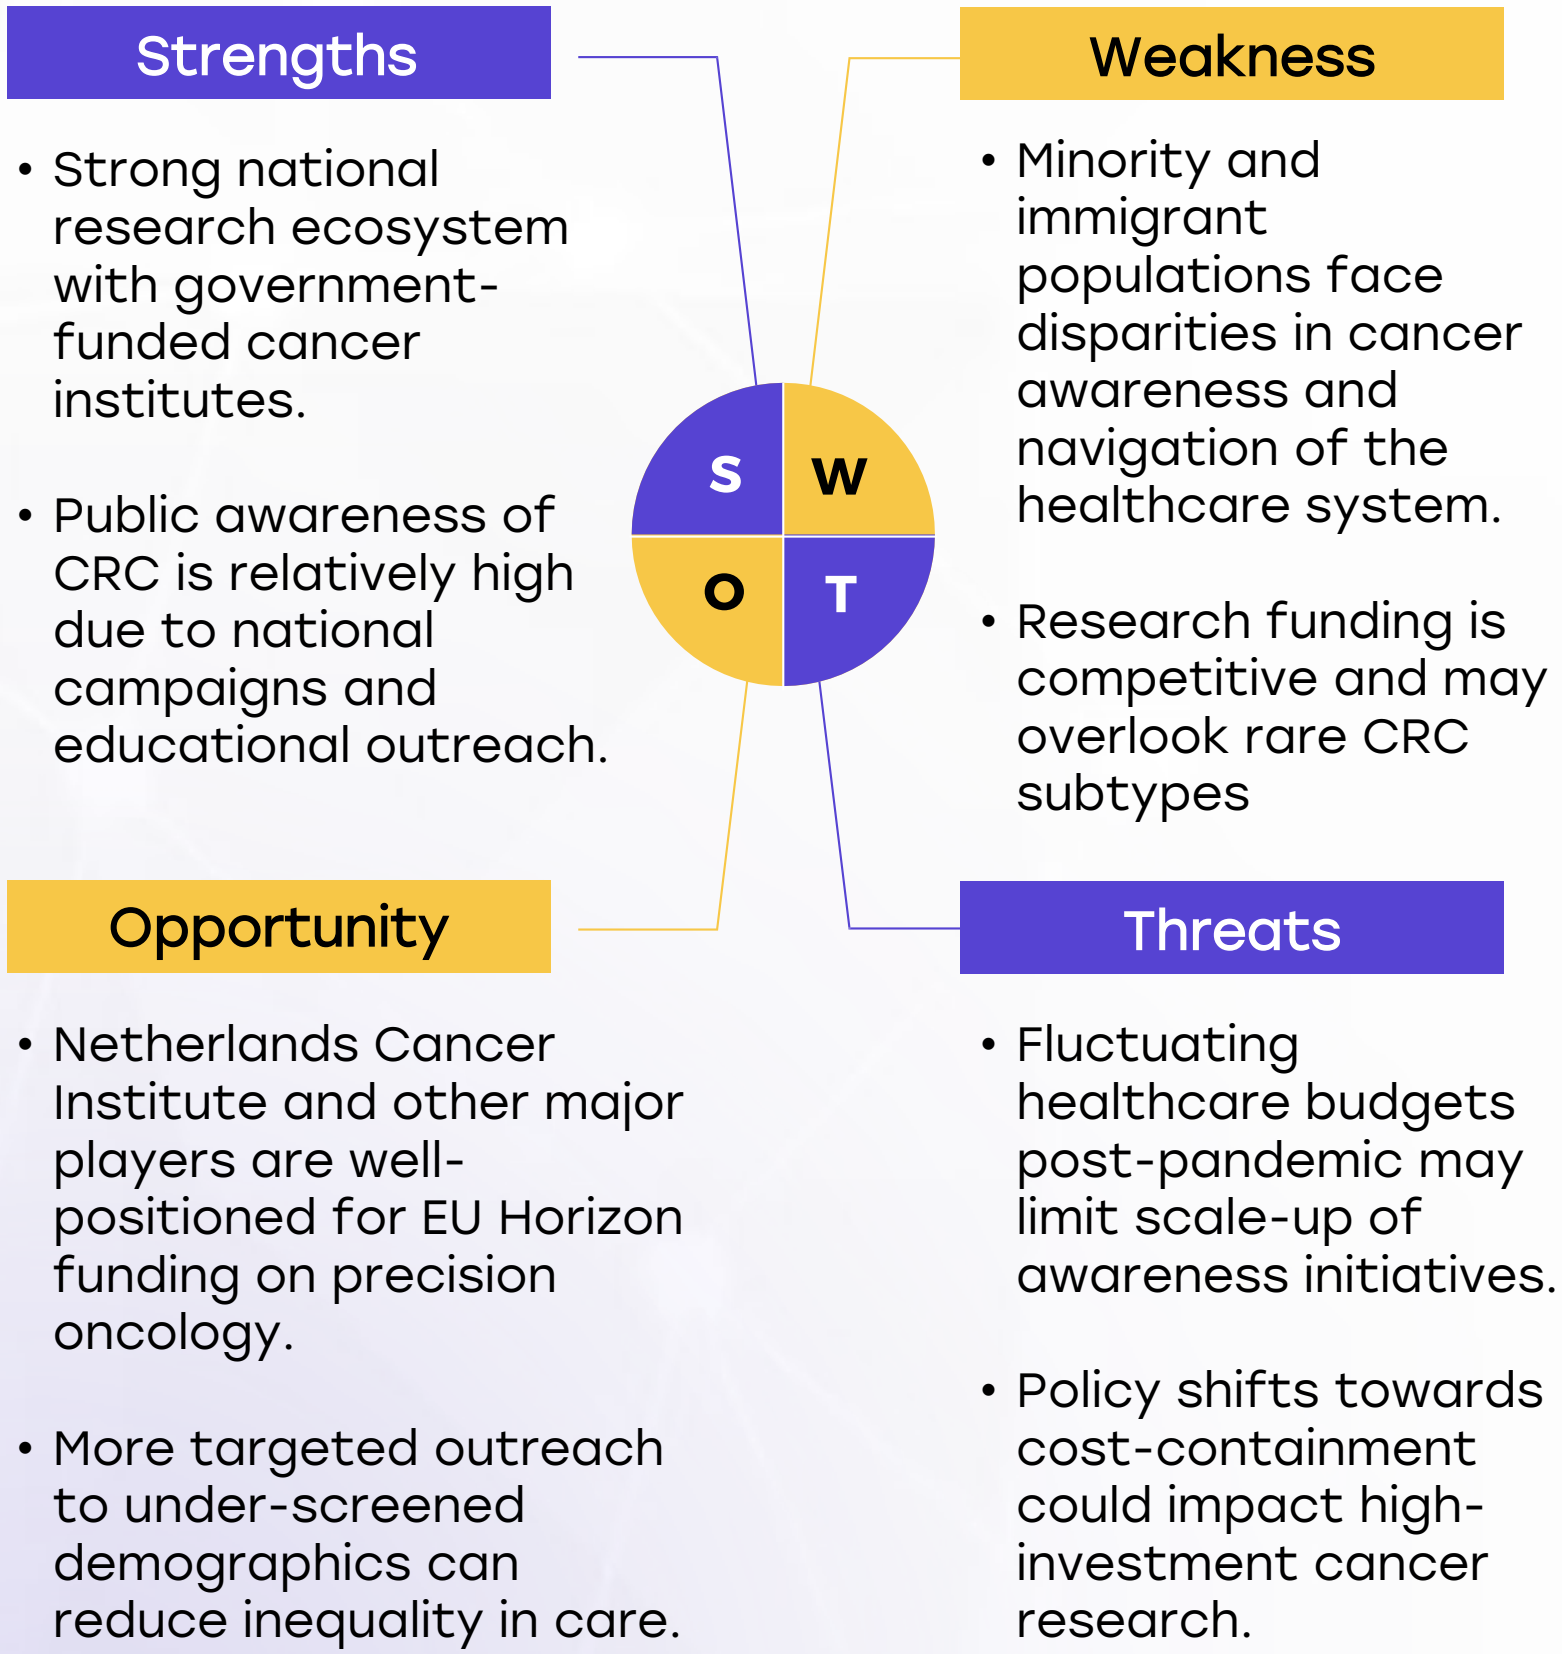 Strengths
• Strong national
research ecosystem
with government-
funded cancer
institutes.
• Public awareness of
CRC is relatively high
due to national
campaigns and
educational outreach.
Weakness
• Minority and
immigrant
populations face
disparities in cancer
awareness and
navigation of the
healthcare system.
• Research funding is
competitive and may
overlook rare CRC
subtypes
S
W
O
T
Opportunity
• Netherlands Cancer
Institute and other major
players are well-
positioned for EU Horizon
funding on precision
oncology.
• More targeted outreach
to under-screened
demographics can
reduce inequality in care.
Threats
• Fluctuating
healthcare budgets
post-pandemic may
limit scale-up of
awareness initiatives.
• Policy shifts towards
cost-containment
could impact high-
investment cancer
research.